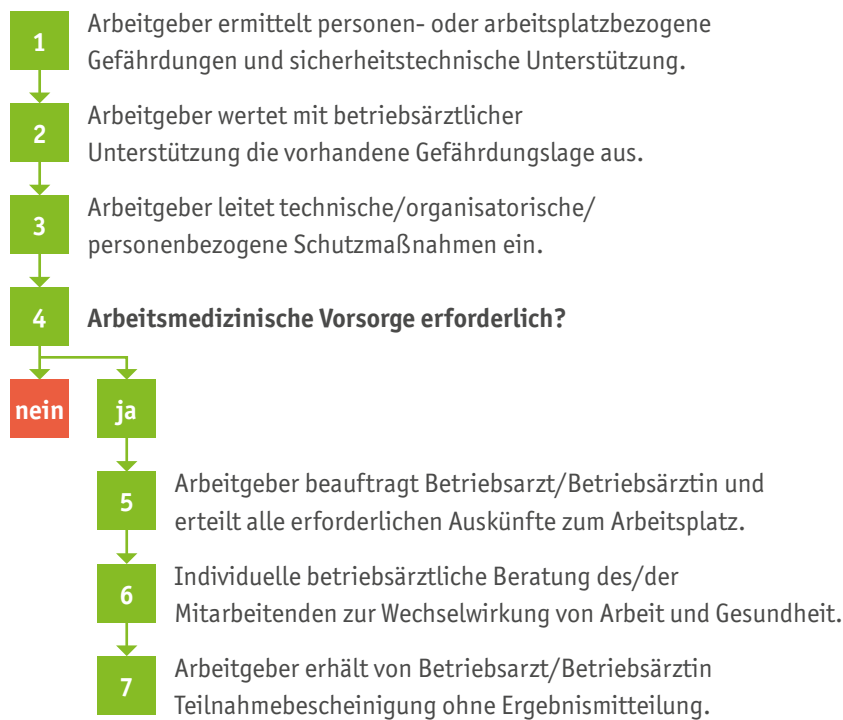 1 Arbeitgeber ermittelt personen- oder arbeitsplatzbezogene
Gefährdungen und sicherheitstechnische Unterstützung.
2 Arbeitgeber wertet mit betriebsärztlicher
Unterstützung die vorhandene Gefährdungslage aus.
3 Arbeitgeber leitet technische/organisatorische/
personenbezogene Schutzmaßnahmen ein.
4 Arbeitsmedizinische Vorsorge erforderlich?
nein ja
5 Arbeitgeber beauftragt Betriebsarzt/Betriebsärztin und
erteilt alle erforderlichen Auskünfte zum Arbeitsplatz.
6 Individuelle betriebsärztliche Beratung des/der
Mitarbeitenden zur Wechselwirkung von Arbeit und Gesundheit.
7 Arbeitgeber erhält von Betriebsarzt/Betriebsärztin
Teilnahmebescheinigung ohne Ergebnismitteilung.